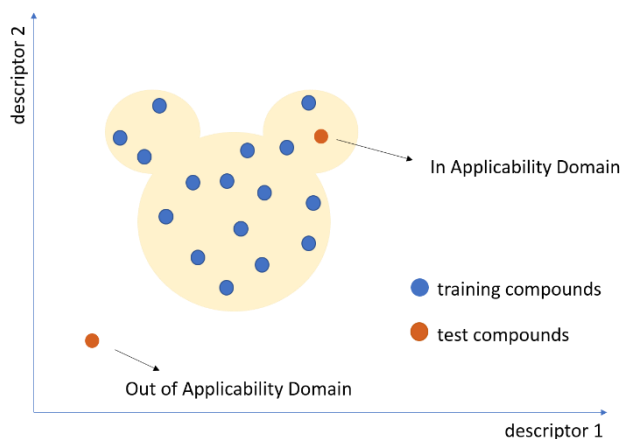 descriptor 2
In Applicability Domain
training compounds
test compounds
Out of Applicability Domain
descriptor 1